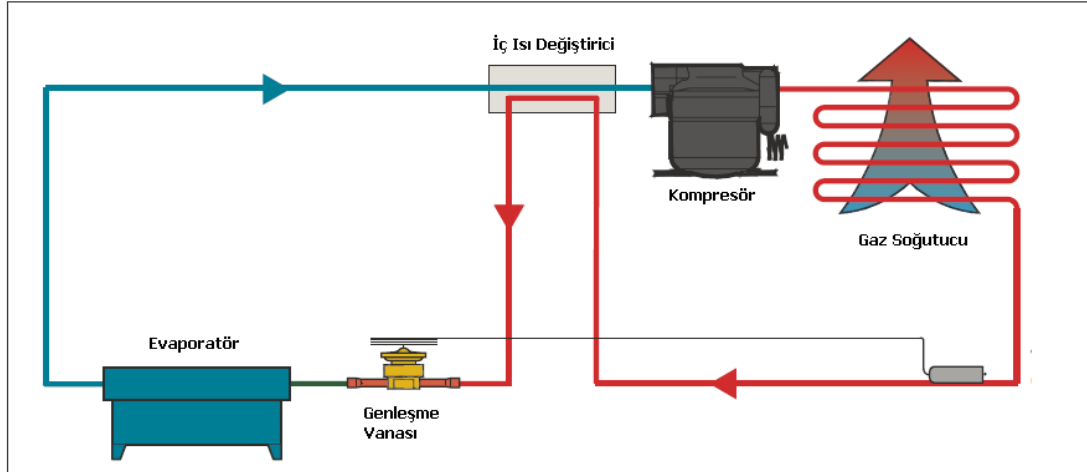 İç Isı Değiştirici
Kompresör
Gaz Soğutucu
Evaporatör
Genleşme
Vanası